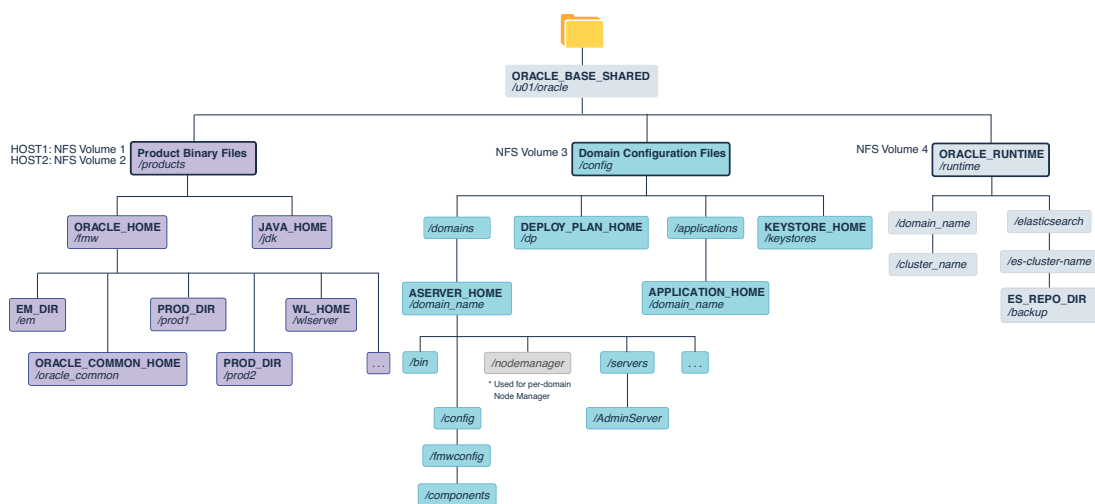 ORACLE_BASE_SHARED
/u01/oracle
HOST1: NFS Volume 1
HOST2: NFS Volume 2
Product Binary Files
/products
NFS Volume 3
Domain Configuration Files
/config
NFS Volume 4
ORACLE_RUNTIME
/runtime
ORACLE_HOME
/fmw
JAVA_HOME
/jdk
/domains
DEPLOY_PLAN_HOME
/dp
/applications
KEYSTORE_HOME
/keystores
/domain_name
/elasticsearch
/cluster_name
/es-cluster-name
EM_DIR
/em
PROD_DIR
/prod1
WL_HOME
/wlserver
ASERVER_HOME
/domain_name
APPLICATION_HOME
/domain_name
ES_REPO_DIR
/backup
ORACLE_COMMON_HOME
/oracle_common
PROD_DIR
/prod2
...
/bin
/nodemanager
* Used for per-domain
Node Manager
/servers
...
/config
/AdminServer
/fmwconfig
/components